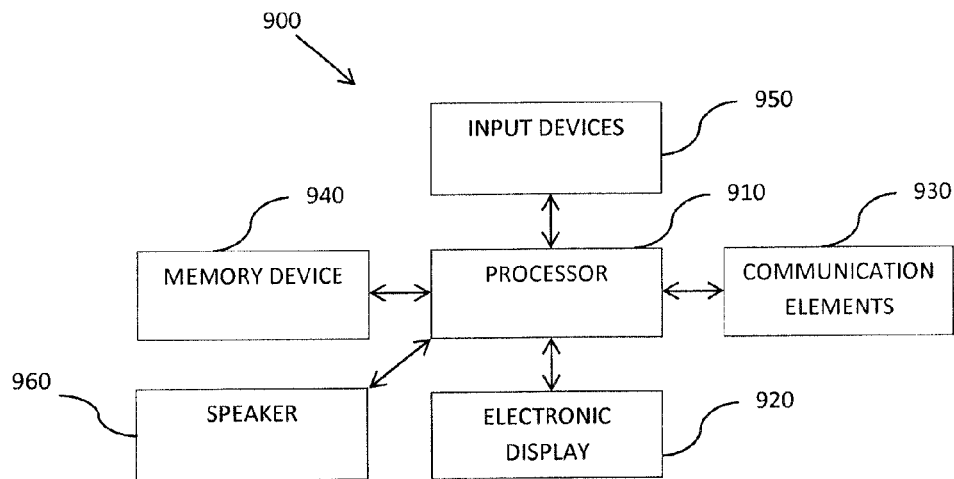 900
950
INPUT DEVICES
940
910
930
MEMORY DEVICE
PROCESSOR
COMMUNICATION
ELEMENTS
960
SPEAKER
ELECTRONIC
DISPLAY
920